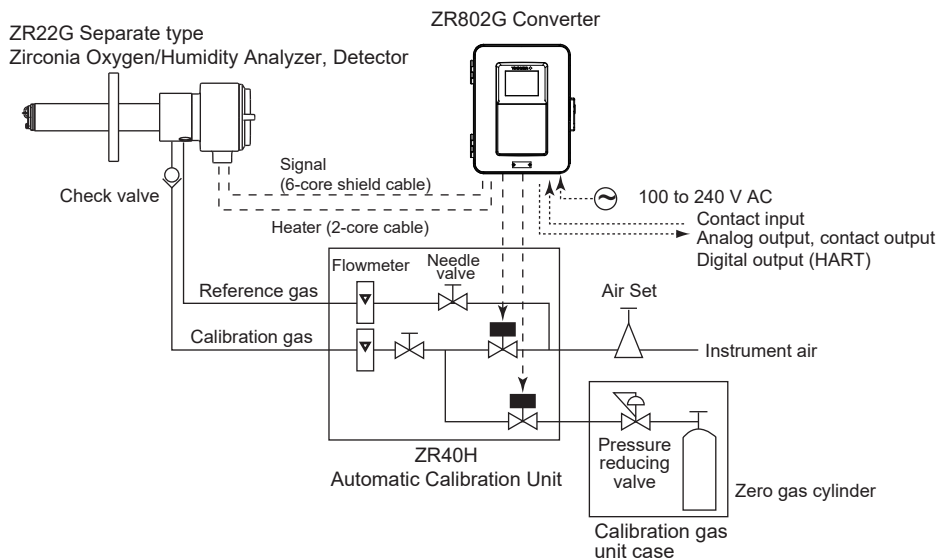 ZR802G Converter
ZR22G Separate type
Zirconia Oxygen/Humidity Analyzer, Detector
Signal
(6-core shield cable)
Check valve
100 to 240 V AC
Contact input
Heater (2-core cable)
Analog output, contact output
Digital output (HART)
Flowmeter
Needle
valve
Reference gas
Air Set
Calibration gas
Instrument air
ZR40H
Automatic Calibration Unit
Pressure
reducing
valve
Zero gas cylinder
Calibration gas
unit case